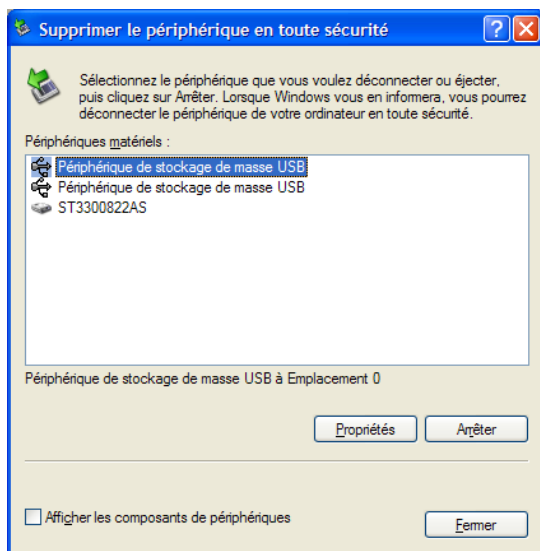 Supprimer le périphérique en toute sécurité
Sélectionnez le périphérique que vous voulez déconnecter ou éjecter,
puis cliquez sur Arrêter. Lorsque Windows vous en informera, vous pourrez
déconnecter le périphérique de votre ordinateur en toute sécurité.
Périphériques matériels :
Périphérique de stockage de masse USB
Périphérique de stockage de masse USB
ST3300822AS
Périphérique de stockage de masse USB à Emplacement 0
Propriétés
Arrêter
Afficher les composants de périphériques
Fermer